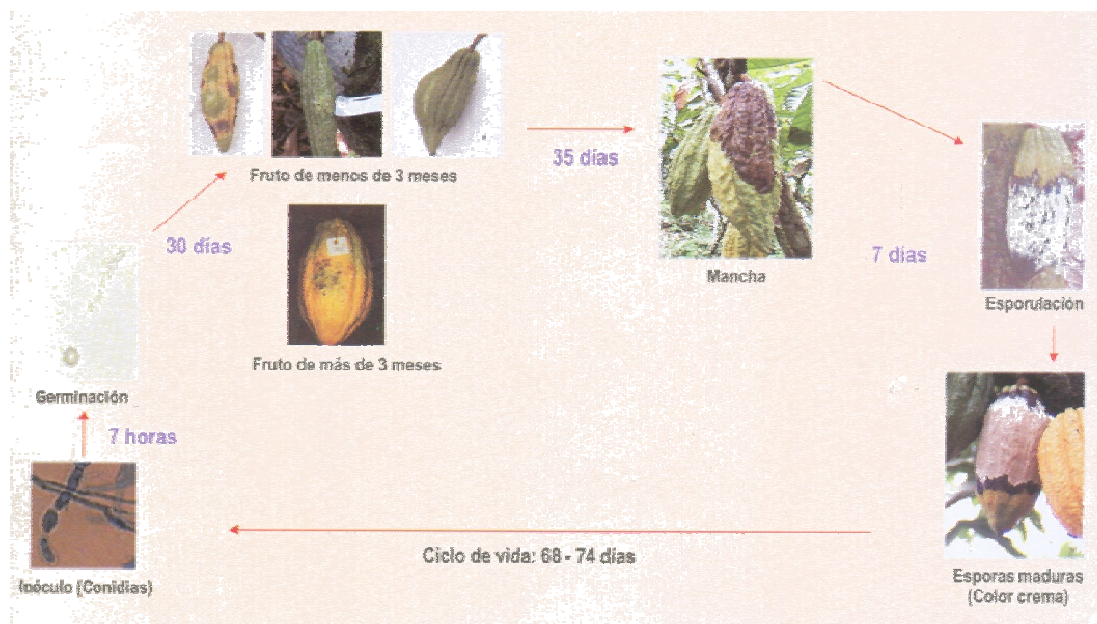 Fruto de menos de 3 meses
35 días
30 días
Mancha
7 días
Esporulación
Fruto de más de 3 meses
Germinación
7 horas
Ciclo de vida: 68 - 74 días
Inóculo (Conidias)
Esporas maduras
(Color crema)